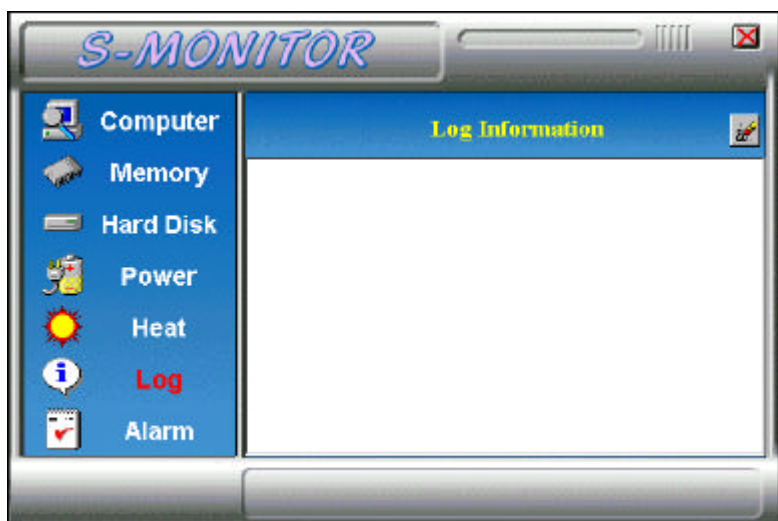 S-MONITOR
Computer
Memory
Hard Disk
Power
Heat
Log
Alarm
Log Information